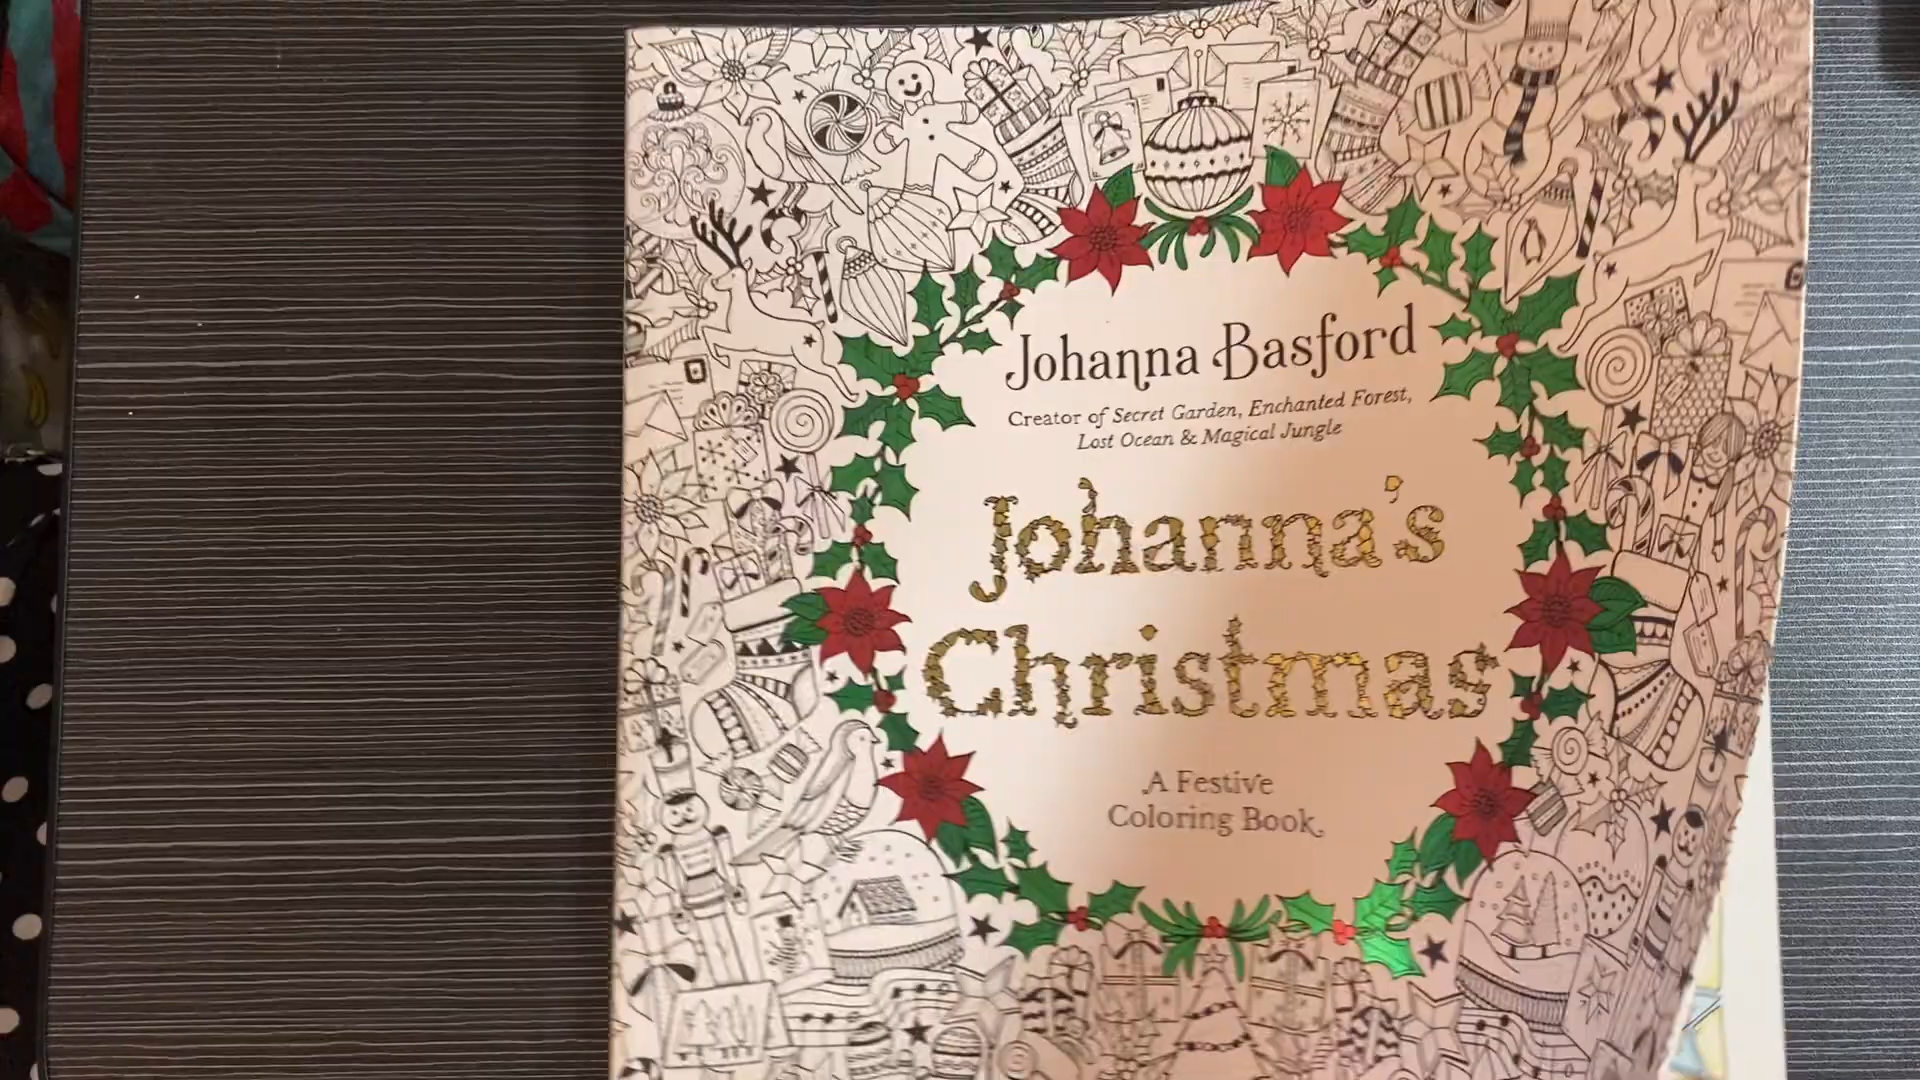 Johanna Basford
Creator of Secret Garden, Enchanted Forest,
Lost Ocean & Magical Jungle
Johanna's
Christmas
A Festive
Coloring Book